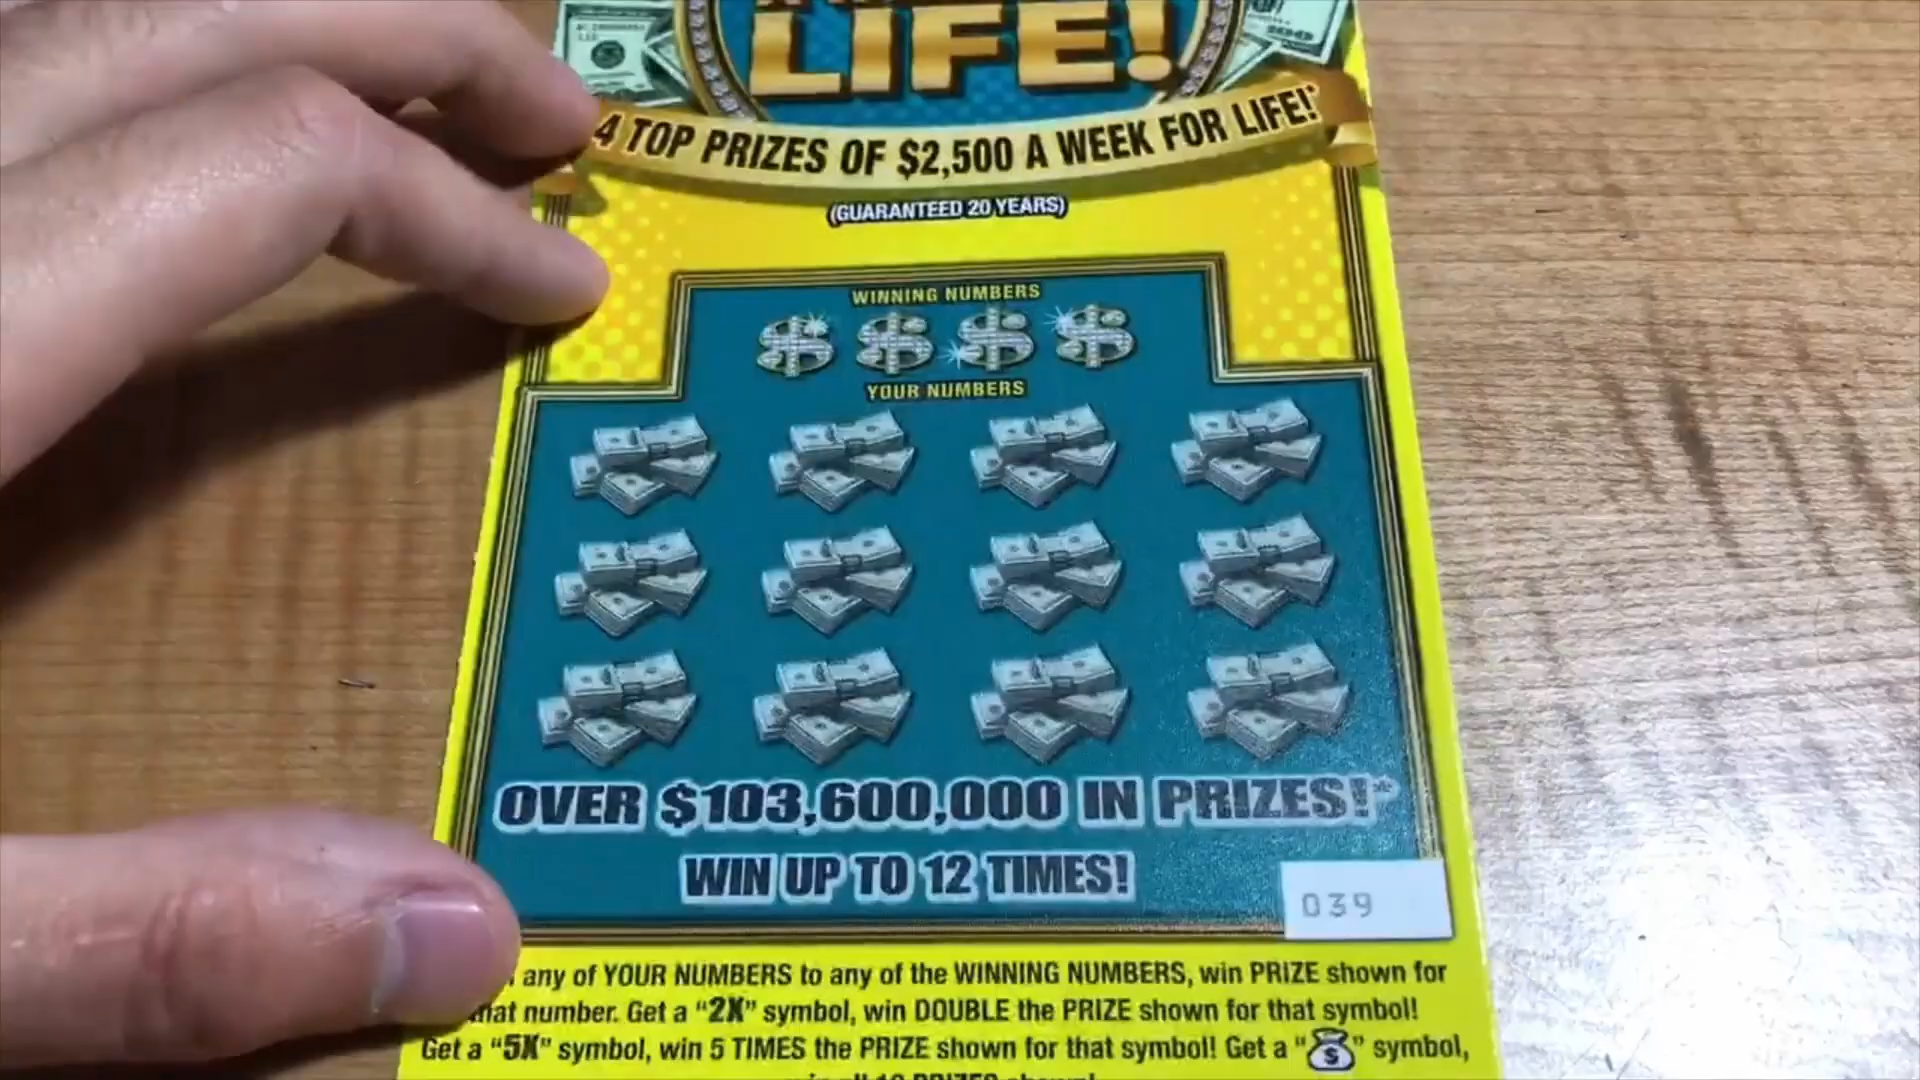 LIFE!
4 TOP PRIZES OF $2,500 A WEEK FOR LIFE!*
(GUARANTEED 20 YEARS)
WINNING NUMBERS
$ $ $ $
YOUR NUMBERS
OVER $103,600,000 IN PRIZES!**
WIN UP TO 12 TIMES!
039
any of YOUR NUMBERS to any of the WINNING NUMBERS, win PRIZE shown for
number. Get a "2X" symbol, win DOUBLE the PRIZE shown for that symbol!
Get a "5X" symbol, win 5 TIMES the PRIZE shown for that symbol! Get a "$" symbol,